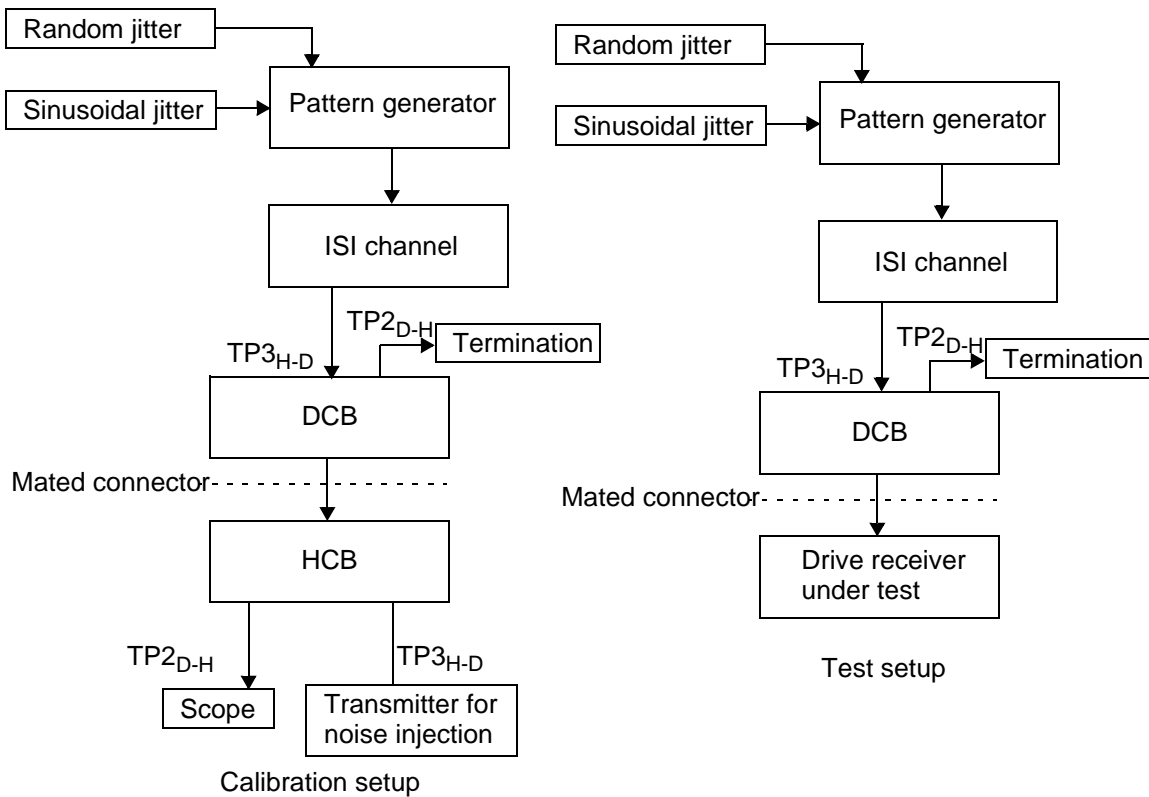 Random jitter
Sinusoidal jitter
Pattern generator
ISI channel
TP2D-H
Termination
TP3H-D
DCB
Mated connector
HCB
TP2D-H
TP3H-D
Scope
Transmitter for
noise injection
Calibration setup
Random jitter
Sinusoidal jitter
Pattern generator
ISI channel
TP2D-H
Termination
TP3H-D
DCB
Mated connector
Drive receiver
under test
Test setup